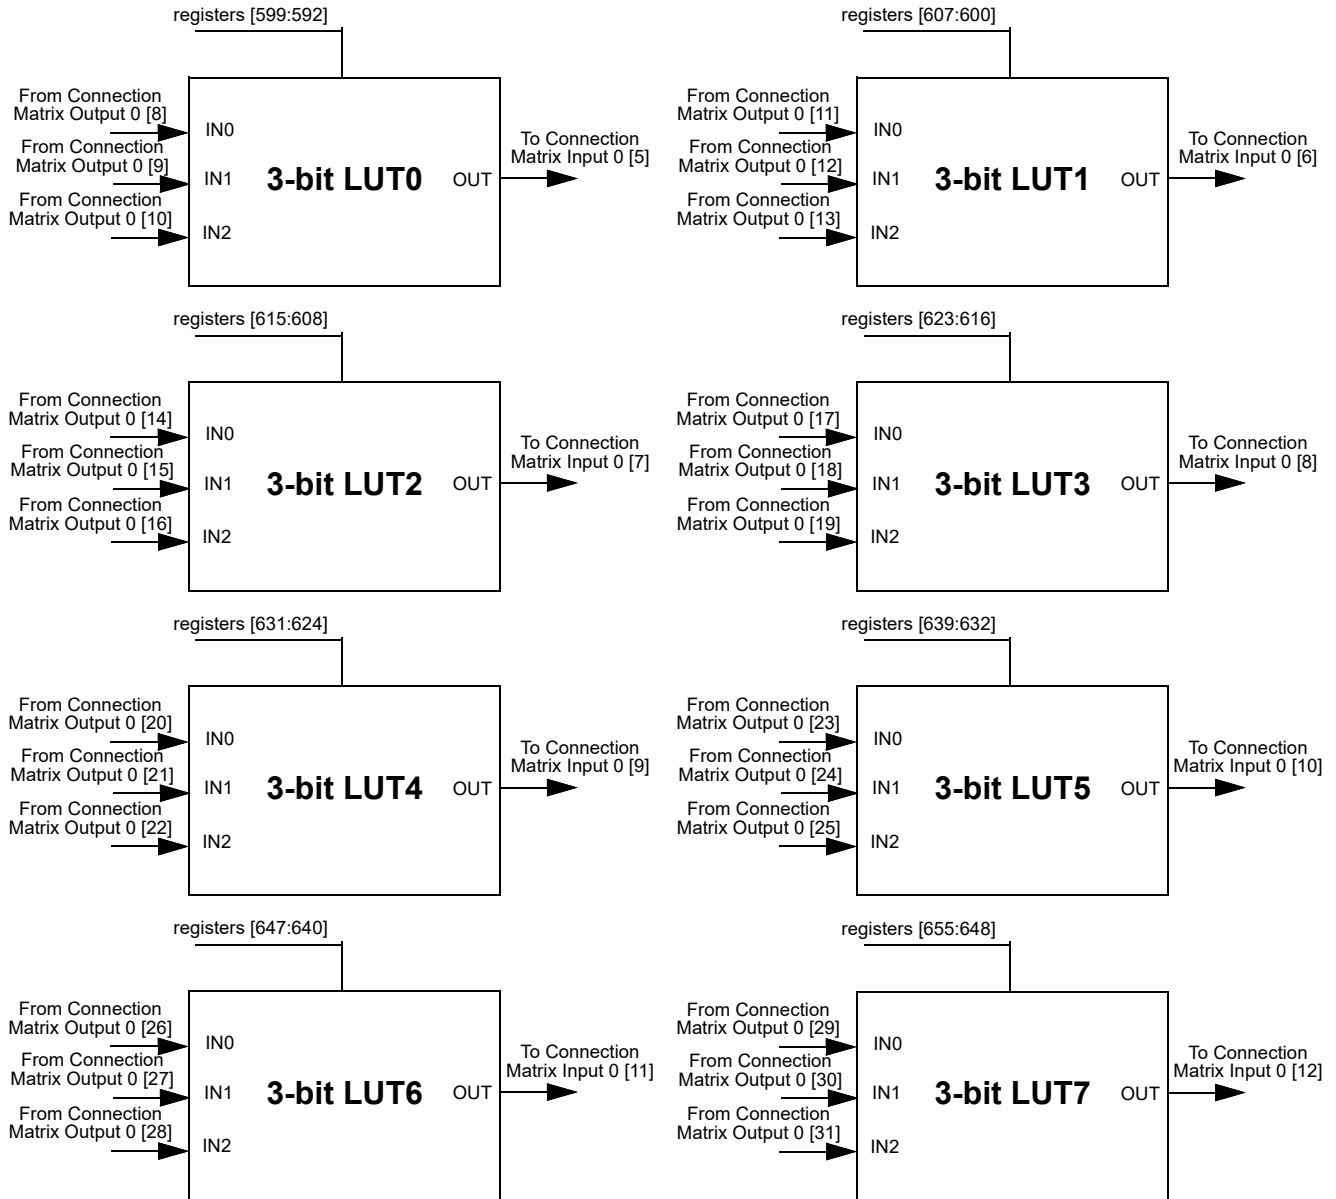 registers [599:592]
From Connection
Matrix Output 0 [8]
From Connection
Matrix Output 0 [9]
From Connection
Matrix Output 0 [10]
IN0
IN1
IN2
3-bit LUT0
OUT
To Connection
Matrix Input 0 [5]
registers [607:600]
From Connection
Matrix Output 0 [11]
From Connection
Matrix Output 0 [12]
From Connection
Matrix Output 0 [13]
IN0
IN1
IN2
3-bit LUT1
OUT
To Connection
Matrix Input 0 [6]
registers [615:608]
From Connection
Matrix Output 0 [14]
From Connection
Matrix Output 0 [15]
From Connection
Matrix Output 0 [16]
IN0
IN1
IN2
3-bit LUT2
OUT
To Connection
Matrix Input 0 [7]
registers [623:616]
From Connection
Matrix Output 0 [17]
From Connection
Matrix Output 0 [18]
From Connection
Matrix Output 0 [19]
IN0
IN1
IN2
3-bit LUT3
OUT
To Connection
Matrix Input 0 [8]
registers [631:624]
From Connection
Matrix Output 0 [20]
From Connection
Matrix Output 0 [21]
From Connection
Matrix Output 0 [22]
IN0
IN1
IN2
3-bit LUT4
OUT
To Connection
Matrix Input 0 [9]
registers [639:632]
From Connection
Matrix Output 0 [23]
From Connection
Matrix Output 0 [24]
From Connection
Matrix Output 0 [25]
IN0
IN1
IN2
3-bit LUT5
OUT
To Connection
Matrix Input 0 [10]
registers [647:640]
From Connection
Matrix Output 0 [26]
From Connection
Matrix Output 0 [27]
From Connection
Matrix Output 0 [28]
IN0
IN1
IN2
3-bit LUT6
OUT
To Connection
Matrix Input 0 [11]
registers [655:648]
From Connection
Matrix Output 0 [29]
From Connection
Matrix Output 0 [30]
From Connection
Matrix Output 0 [31]
IN0
IN1
IN2
3-bit LUT7
OUT
To Connection
Matrix Input 0 [12]